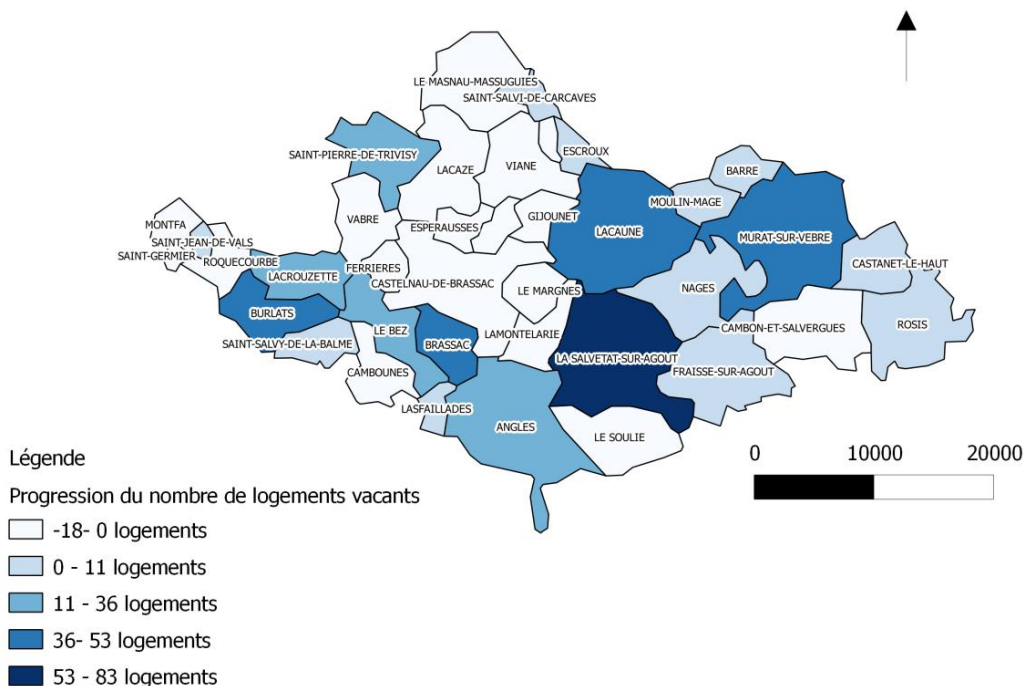 LE MASNAU-MASSUGUIES
SAINT-SALVI-DE-CARCAVES
SAINT-PIERRE-DE-TRIVISY
ESCROUX
LACAZE
VIANE
BARRE
MOULIN-MAGE
MONTFA
VABRE
ESPERAUSSES
GIJOUNET
LACAUNE
MURAT-SUR-VEBRE
SAINT-JEAN-DE-VALS
SAINT-GERMIER
ROQUECOURBE
FERRIERES
LACROUZETTE
CASTELNAU-DE-BRASSAC
CASTANET-LE-HAUT
LE MARGNES
NAGES
BURLATS
LE BEZ
LAMONTELARIE
CAMBON-ET-SALVERGUES
ROSIS
SAINT-SALVY-DE-LA-BALME
BRASSAC
LA SALVETAT-SUR-AGOUT
CAMBOUNES
FRAISSE-SUR-AGOUT
LASFAILLADES
ANGLES
LE SOULIE
0 10000 20000
Légende
Progression du nombre de logements vacants
-18- 0 logements
0 - 11 logements
11 - 36 logements
36- 53 logements
53 - 83 logements